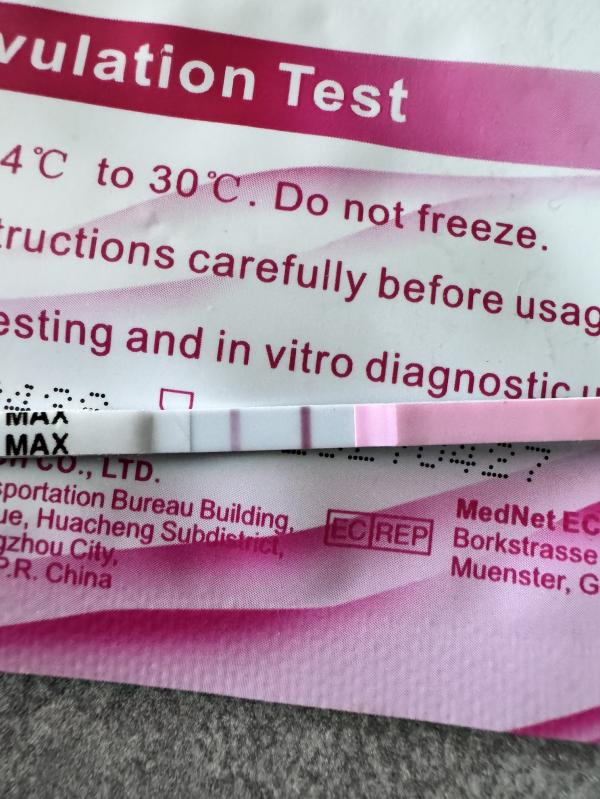 vulation Test
4℃ to 30℃. Do not freeze.
tructions carefully before usag
esting and in vitro diagnostic u
MAX
MAX
CO., LTD.
sportation Bureau Building,
ue, Huacheng Subdistrict,
gzhou City,
P.R. China
EC REP
MedNet EC
Borkstrasse
Muenster, G